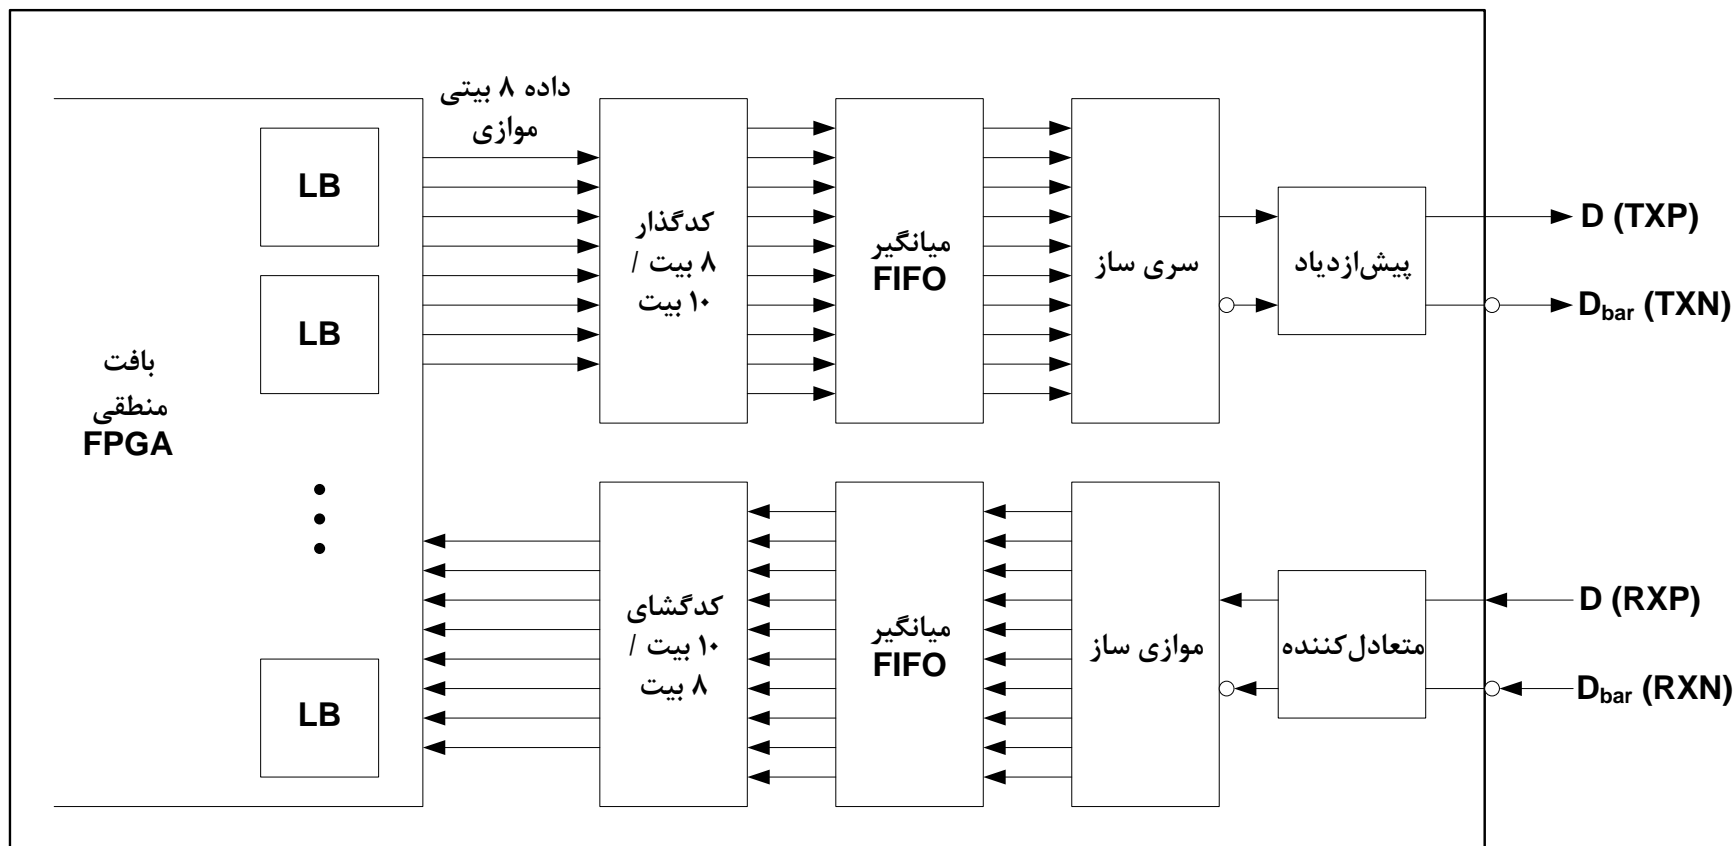 داده ۸ بیتی
موازی
LB
LB
LB
بافت
منطقی
FPGA
کدگذار
۸ بیت /
۱۰ بیت
میانگیر
FIFO
سری ساز
پیش‌ازدیاد
D (TXP)
Dbar (TXN)
کدگشای
۱۰ بیت /
۸ بیت
میانگیر
FIFO
موازی ساز
متعادل‌کننده
D (RXP)
Dbar (RXN)